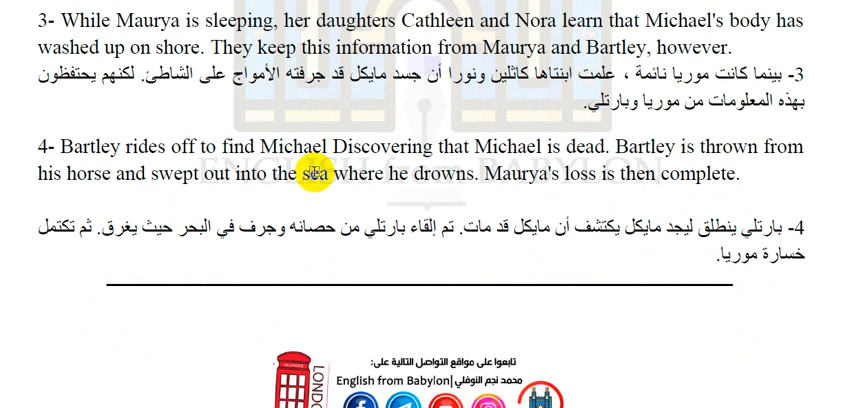 3- While Maurya is sleeping, her daughters Cathleen and Nora learn that Michael's body has
washed up on shore. They keep this information from Maurya and Bartley, however.
3- بينما كانت موريا نائمة ، علمت ابنتاها كاثلين ونورا أن جسد مايكل قد جرفته الأمواج على الشاطئ. لكنهم يحتفظون
بهذه المعلومات من موريا وبارتلي.
4- Bartley rides off to find Michael Discovering that Michael is dead. Bartley is thrown from
his horse and swept out into the sea where he drowns. Maurya's loss is then complete.
ENGLISH from BABYLON
4- بارتلي ينطلق ليجد مايكل يكتشف أن مايكل قد مات. تم إلقاء بارتلي من حصانه وجرف في البحر حيث يغرق. ثم تكتمل
خسارة موريا.
تابعوا على مواقع التواصل التالية على:
English from Babylon|محمد نجم النوفلي